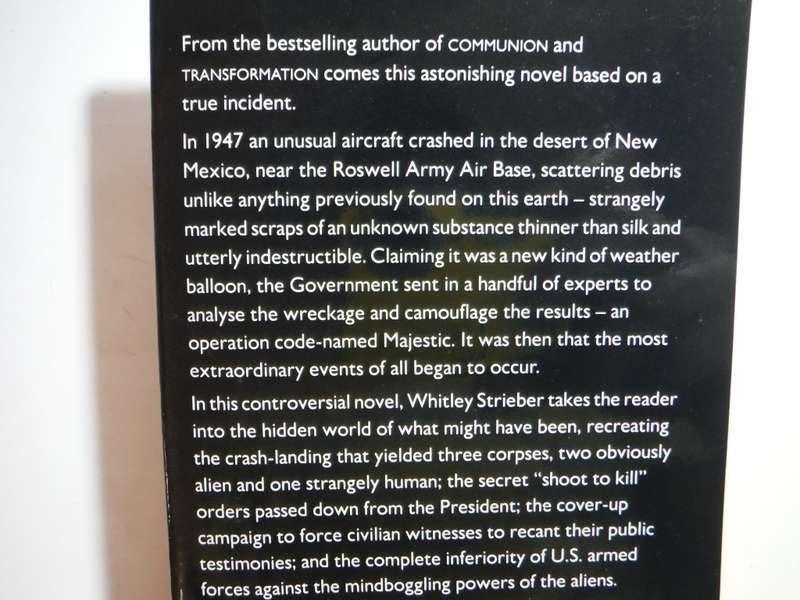 From the bestselling author of COMMUNION and
TRANSFORMATION comes this astonishing novel based on a
true incident.
In 1947 an unusual aircraft crashed in the desert of New
Mexico, near the Roswell Army Air Base, scattering debris
unlike anything previously found on this earth – strangely
marked scraps of an unknown substance thinner than silk and
utterly indestructible. Claiming it was a new kind of weather
balloon, the Government sent in a handful of experts to
analyse the wreckage and camouflage the results – an
operation code-named Majestic. It was then that the most
extraordinary events of all began to occur.
In this controversial novel, Whitley Strieber takes the reader
into the hidden world of what might have been, recreating
the crash-landing that yielded three corpses, two obviously
alien and one strangely human; the secret “shoot to kill”
orders passed down from the President; the cover-up
campaign to force civilian witnesses to recant their public
testimonies; and the complete inferiority of U.S. armed
forces against the mindboggling powers of the aliens.